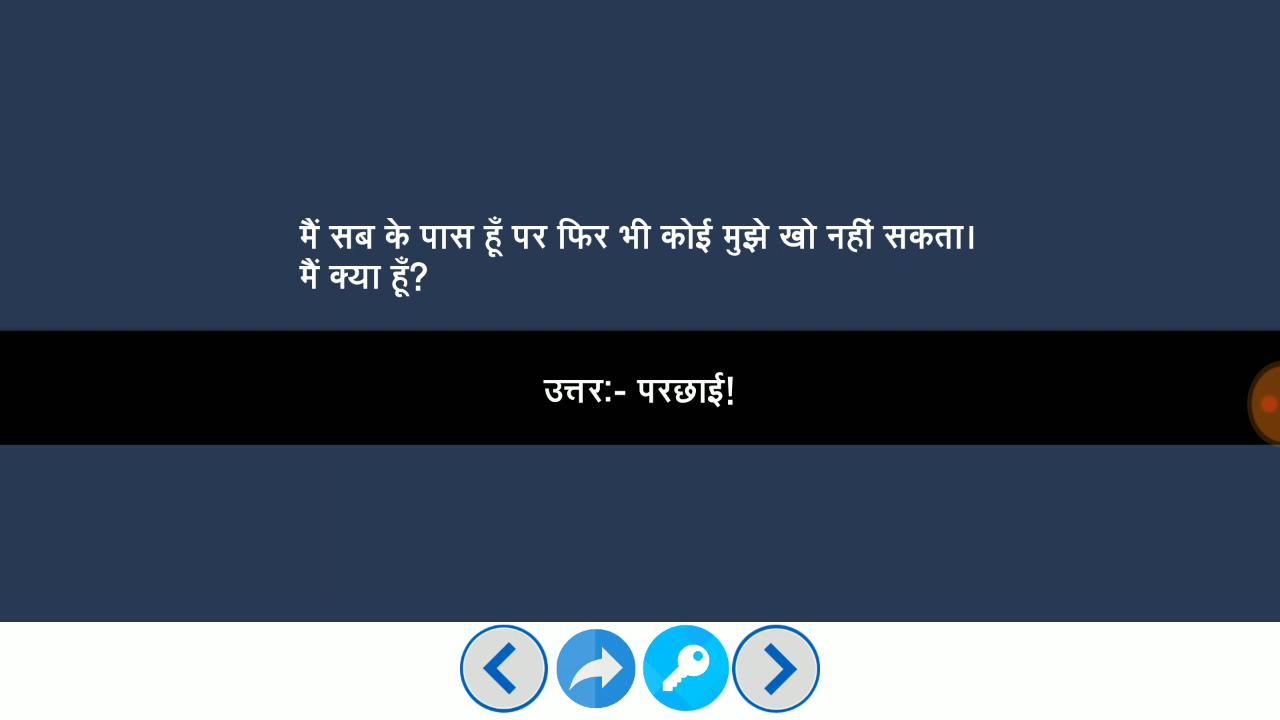 मैं सब के पास हूँ पर फिर भी कोई मुझे खो नहीं सकता।
मैं क्या हूँ?
उत्तर:- परछाई!